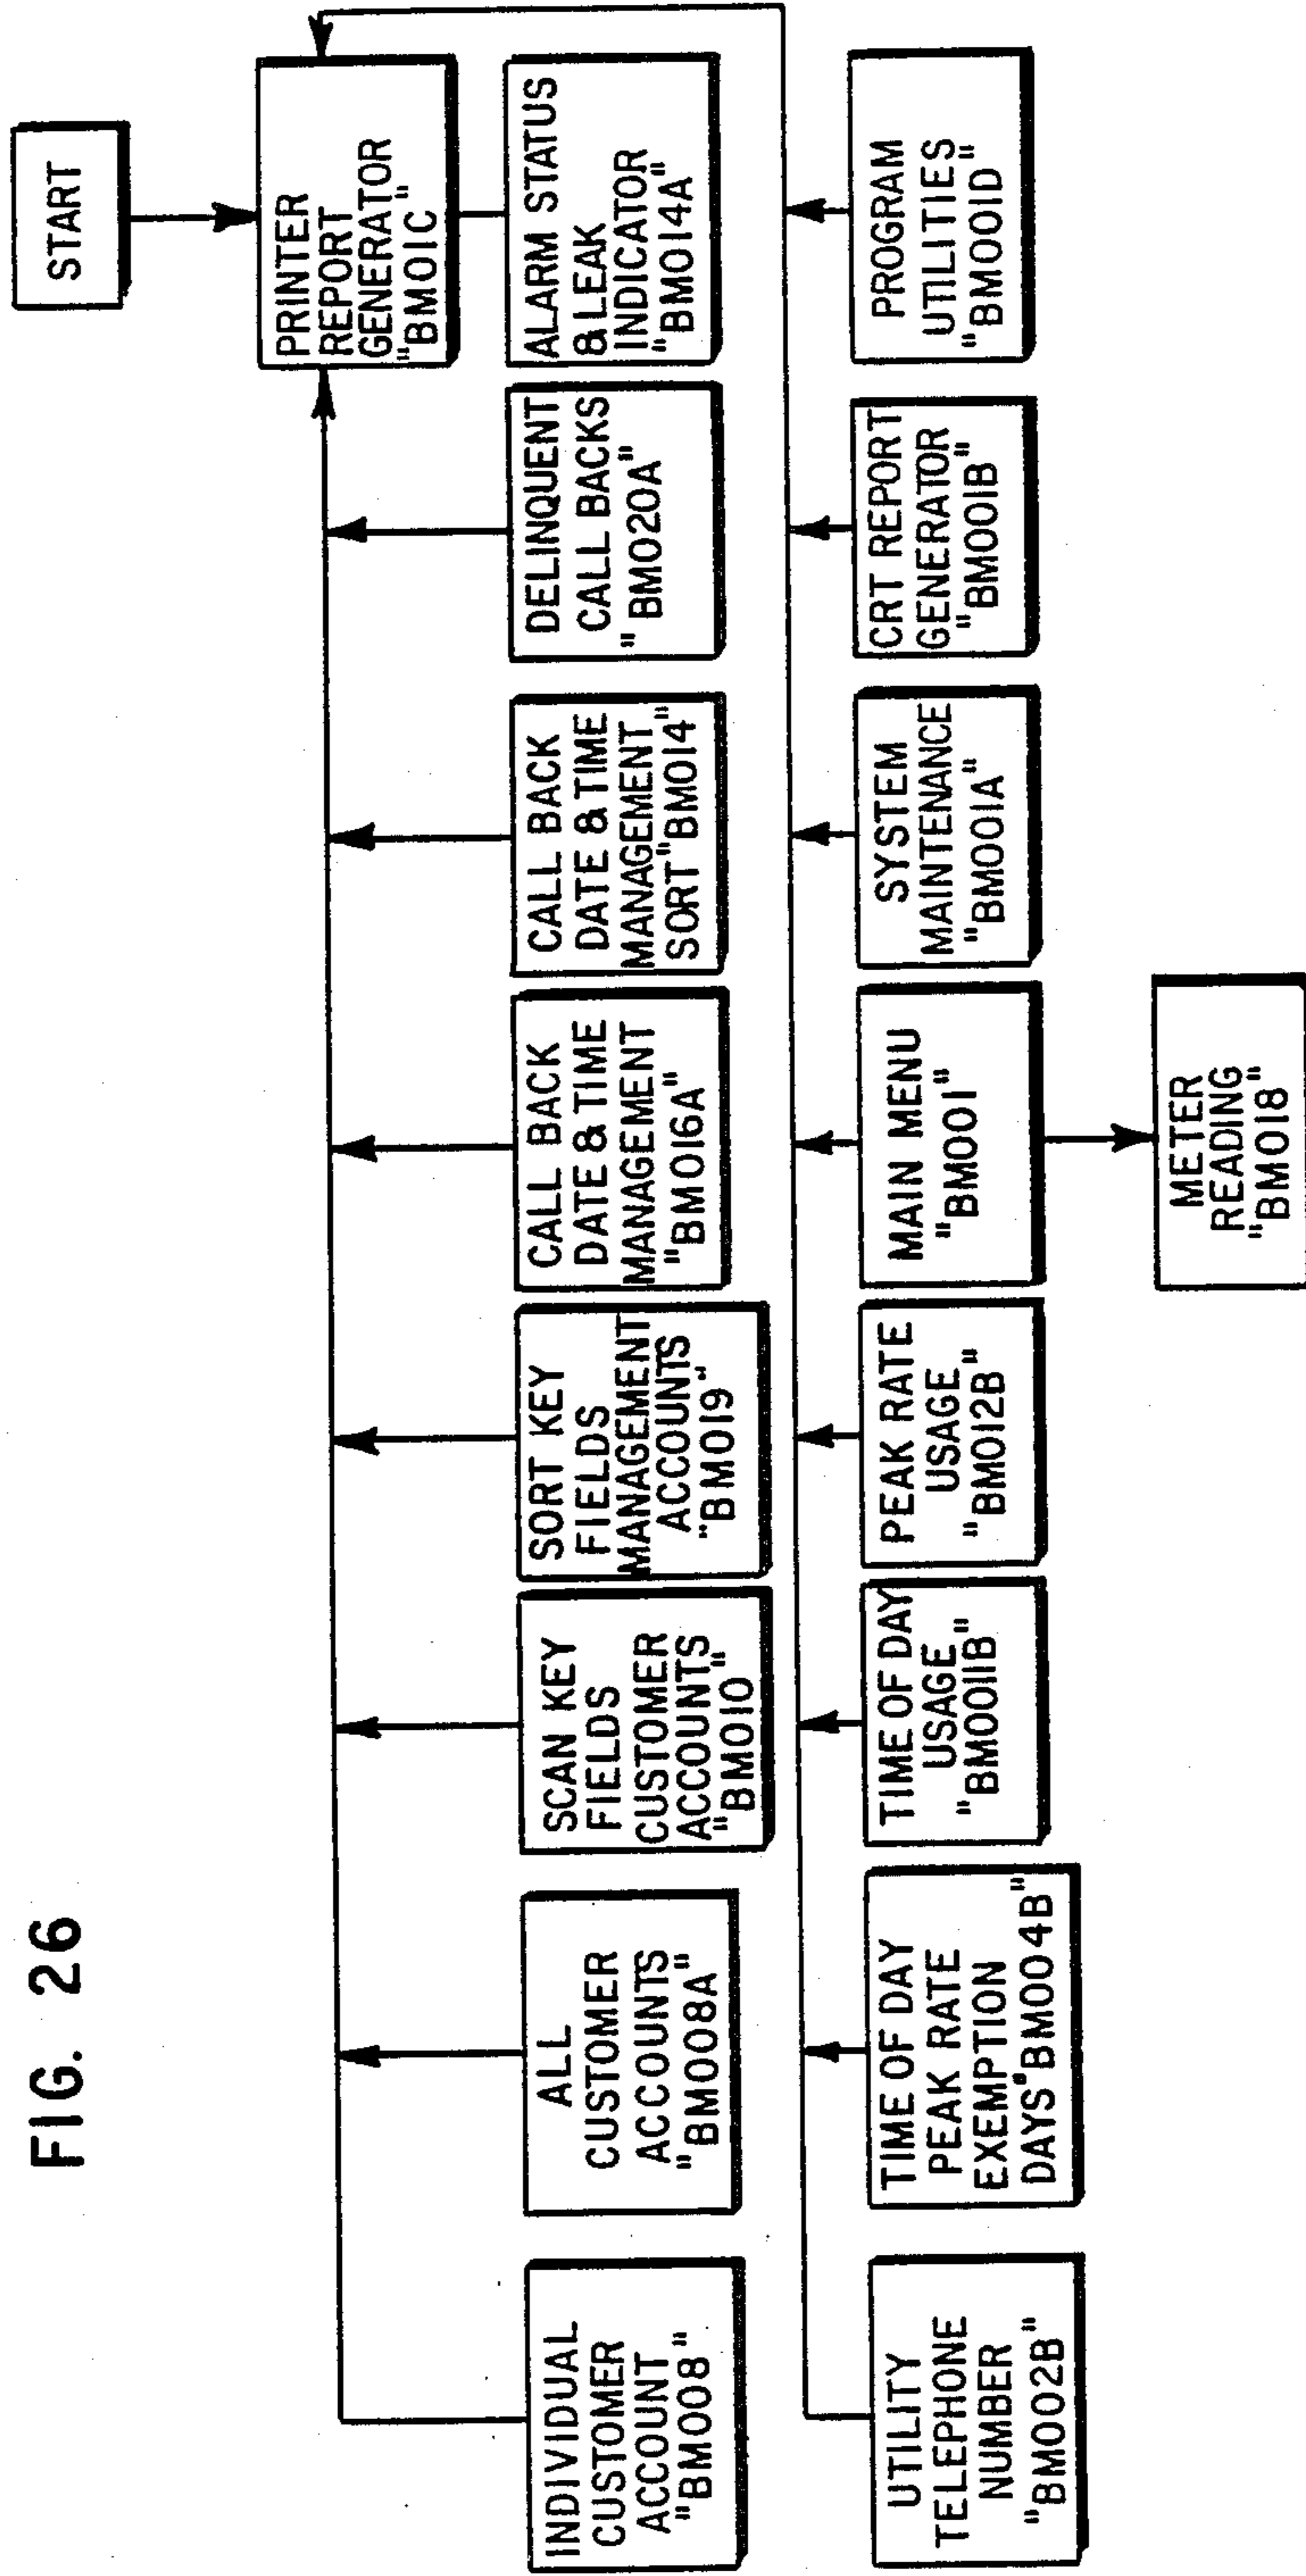 FIG. 26
START
PRINTER
REPORT
GENERATOR
"BM01C"
INDIVIDUAL
CUSTOMER
ACCOUNT
"BM008"
ALL
CUSTOMER
ACCOUNTS
"BM008A"
SCAN KEY
FIELDS
CUSTOMER
ACCOUNTS
"BM010"
SORT KEY
FIELDS
MANAGEMENT
ACCOUNTS
"BM019"
CALL BACK
DATE & TIME
MANAGEMENT
"BM016A"
CALL BACK
DATE & TIME
MANAGEMENT
SORT "BM014"
DELINQUENT
CALL BACKS
"BM020A"
ALARM STATUS
& LEAK
INDICATOR
"BM014A"
UTILITY
TELEPHONE
NUMBER
"BM002B"
TIME OF DAY
PEAK RATE
EXEMPTION
DAYS "BM004B"
TIME OF DAY
USAGE
"BM0011B"
PEAK RATE
USAGE
"BM012B"
MAIN MENU
"BM001"
SYSTEM
MAINTENANCE
"BM001A"
CRT REPORT
GENERATOR
"BM001B"
PROGRAM
UTILITIES
"BM001D"
METER
READING
"BM018"